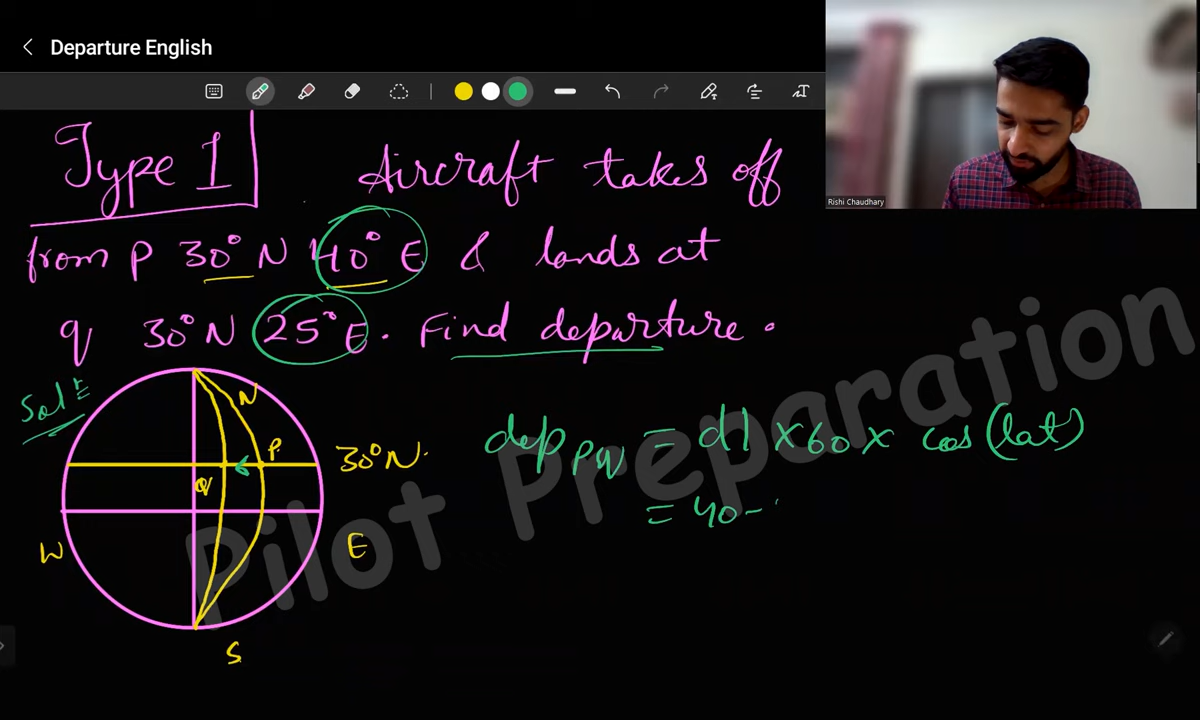 Departure English
Rishi Chaudhary
Type 1 Aircraft takes off
from P 30° N 40° E & lands at
q 30° N 25° E. Find departure.
Solⁿ
N
P
30° N.
Q
W
E
S
dep PQ = dl × 60 × cos (lat)
= 40 -
Pilot Preparation